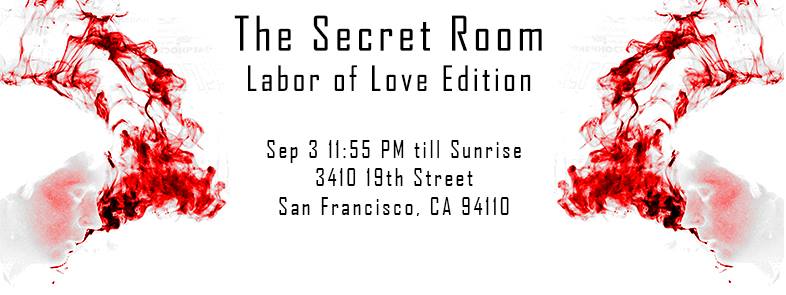 The Secret Room
Labor of Love Edition
Sep 3 11:55 PM till Sunrise
3410 19th Street
San Francisco, CA 94110